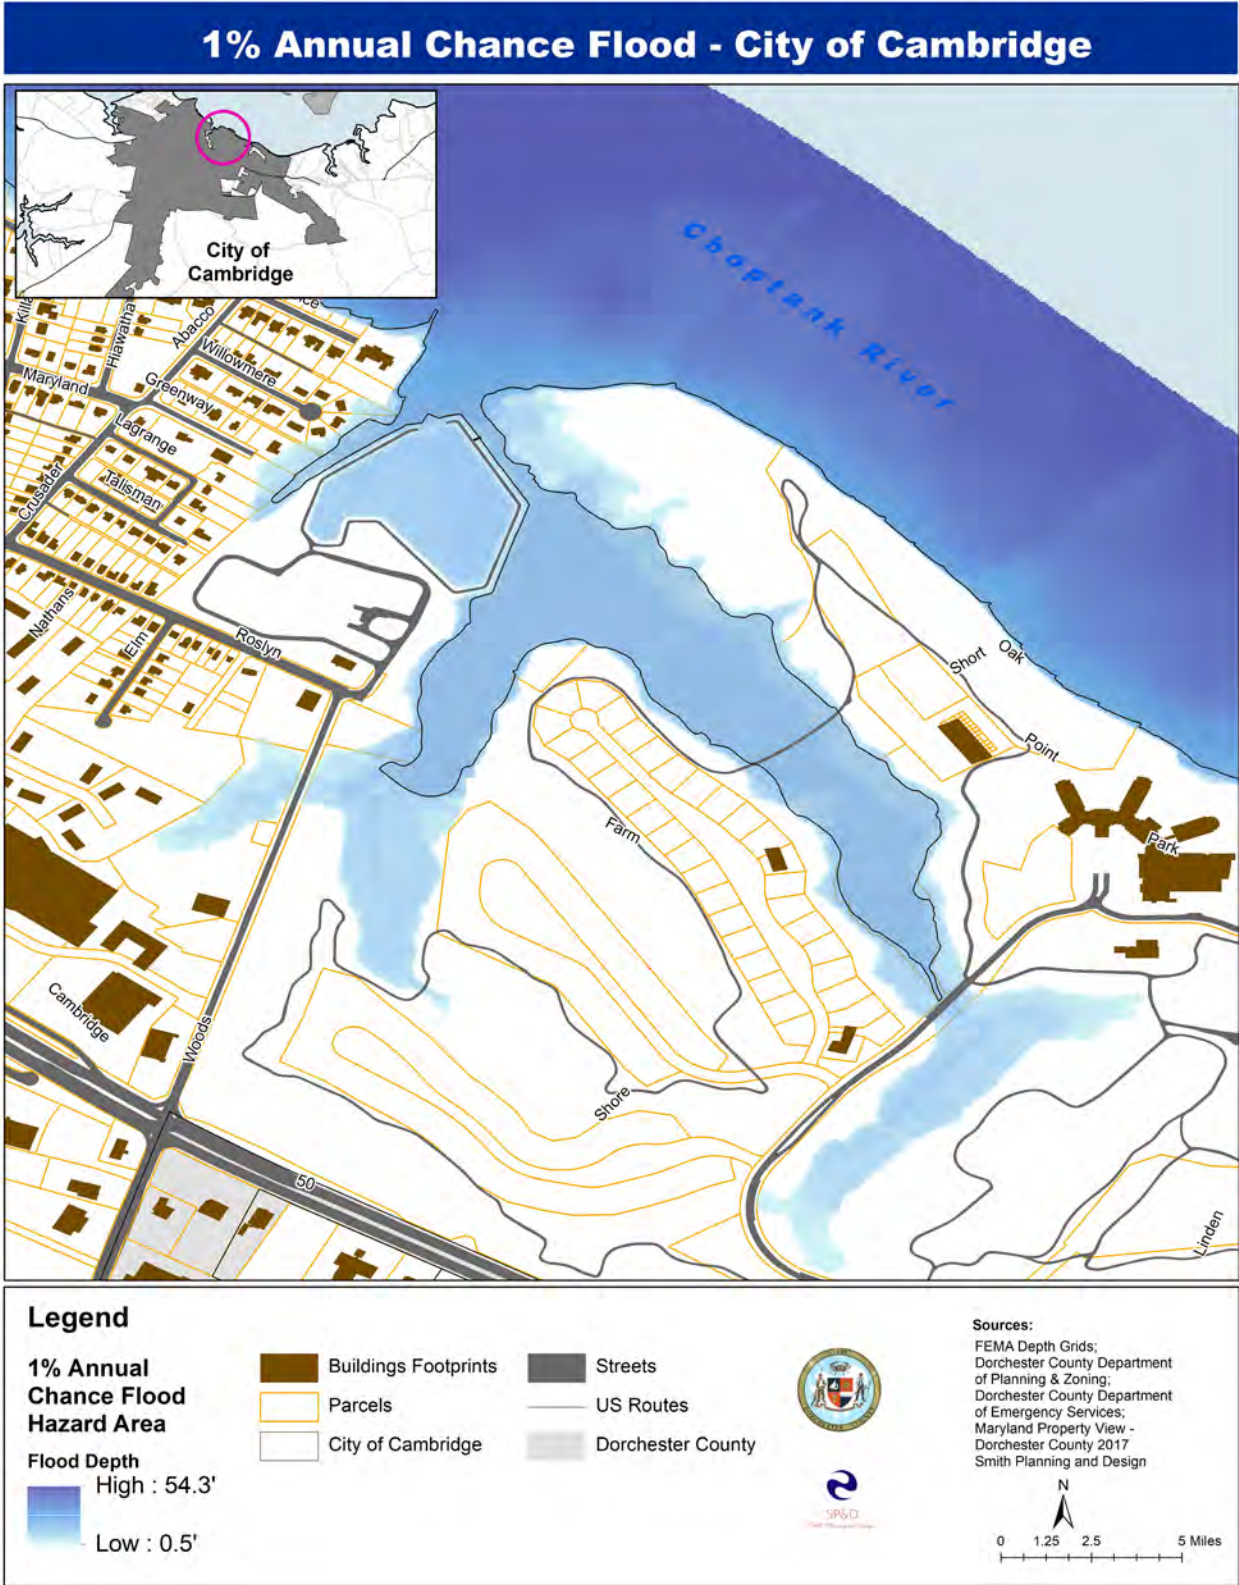 1% Annual Chance Flood - City of Cambridge
City of
Cambridge
Choptank River
Killa
Hiawatha
Abacco
Willowmere
Maryland
Greenway
Lagrange
Talisman
Crusader
Nathans
Elm
Roslyn
Short
Oak
Point
Park
Farm
Cambridge
Woods
Shore
50
Linden
Legend
1% Annual
Chance Flood
Hazard Area
Flood Depth
High : 54.3'
Low : 0.5'
Buildings Footprints
Parcels
City of Cambridge
Streets
US Routes
Dorchester County
SP&D
Sources:
FEMA Depth Grids;
Dorchester County Department
of Planning & Zoning;
Dorchester County Department
of Emergency Services;
Maryland Property View -
Dorchester County 2017
Smith Planning and Design
N
0 1.25 2.5 5 Miles